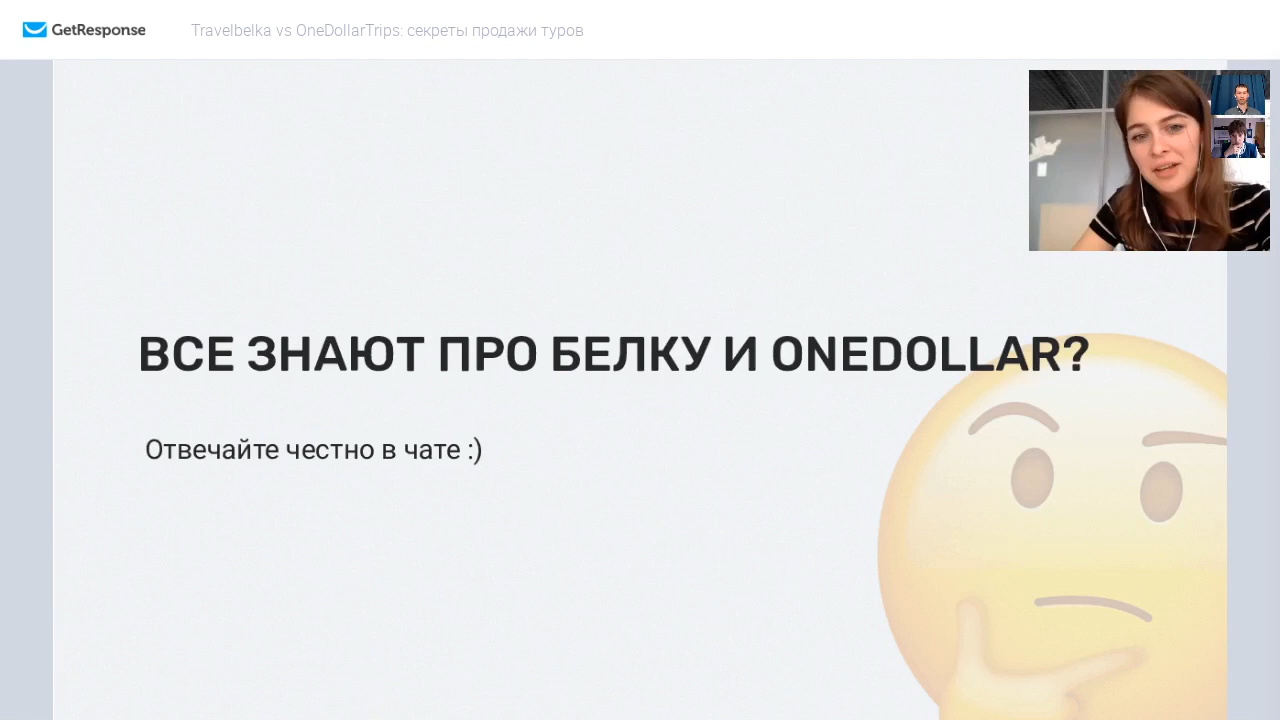 GetResponse
Travelbelka vs OneDollarTrips: секреты продажи туров
ВСЕ ЗНАЮТ ПРО БЕЛКУ И ONEDOLLAR?
Отвечайте честно в чате :)